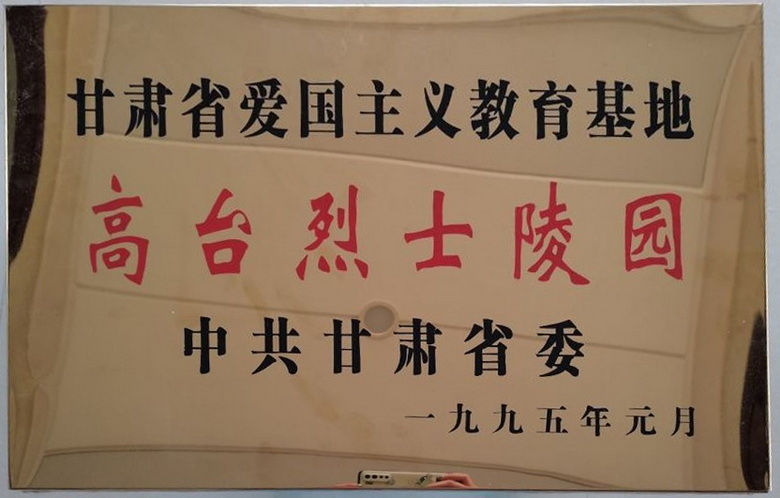 甘肃省爱国主义教育基地
高台烈士陵园
中共甘肃省委
一九九五年元月